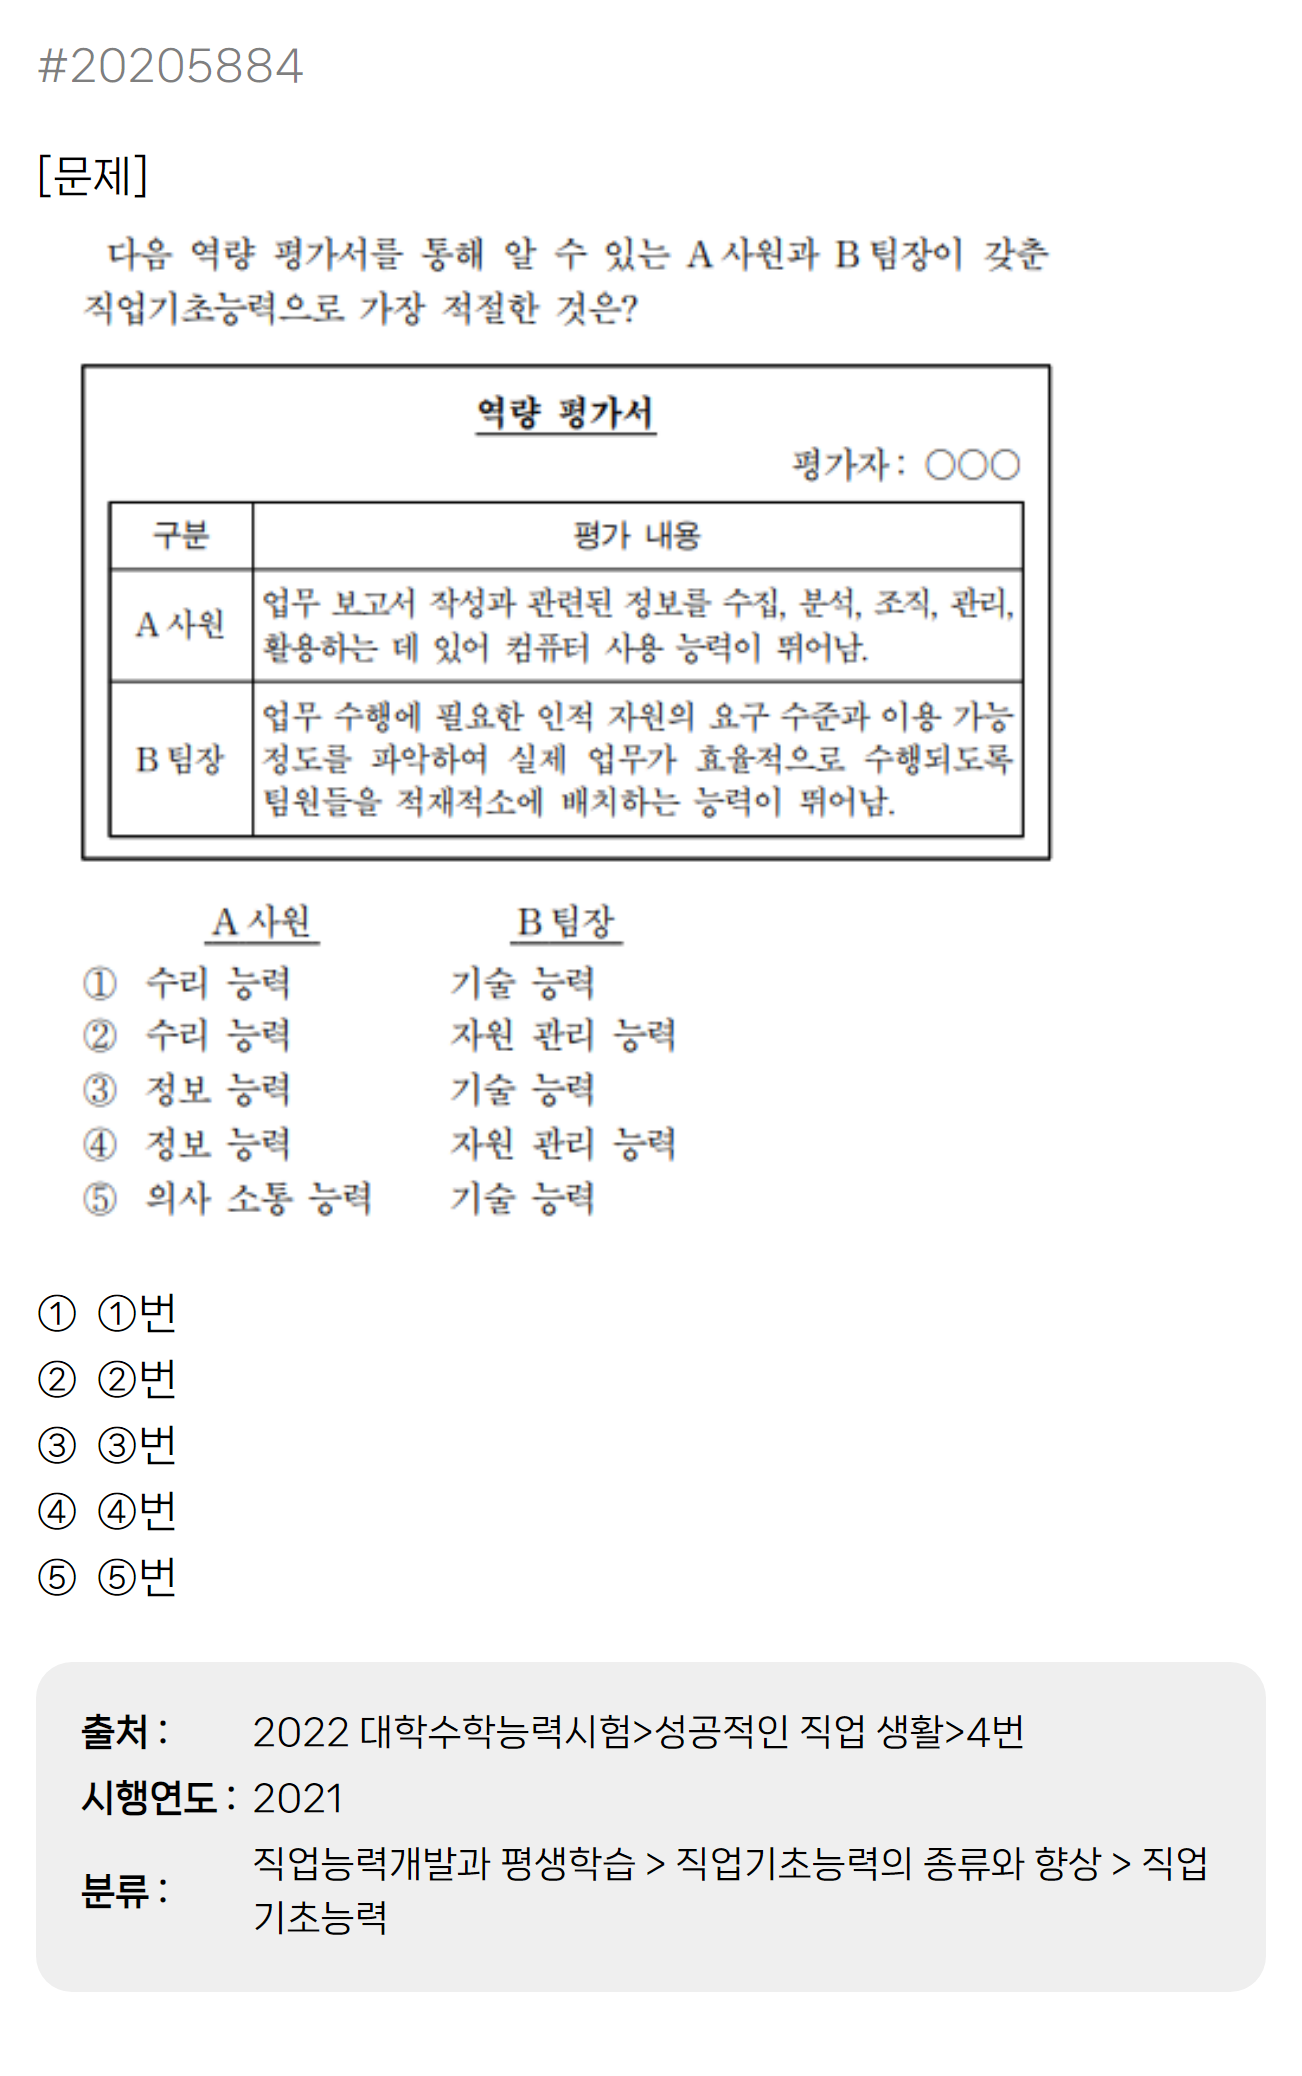 #20205884
[문제]
다음 역량 평가서를 통해 알 수 있는 A 사원과 B 팀장이 갖춘
직업기초능력으로 가장 적절한 것은?
역량 평가서
평가자 : ○○○
구분 평가 내용
A 사원 업무 보고서 작성과 관련된 정보를 수집, 분석, 조직, 관리,
활용하는 데 있어 컴퓨터 사용 능력이 뛰어남.
B 팀장 업무 수행에 필요한 인적 자원의 요구 수준과 이용 가능
정도를 파악하여 실제 업무가 효율적으로 수행되도록
팀원들을 적재적소에 배치하는 능력이 뛰어남.
A 사원 B 팀장
① 수리 능력 기술 능력
② 수리 능력 자원 관리 능력
③ 정보 능력 기술 능력
④ 정보 능력 자원 관리 능력
⑤ 의사 소통 능력 기술 능력
① ①번
② ②번
③ ③번
④ ④번
⑤ ⑤번
출처 : 2022 대학수학능력시험>성공적인 직업 생활>4번
시행연도 : 2021
분류 : 직업능력개발과 평생학습 > 직업기초능력의 종류와 향상 > 직업
기초능력